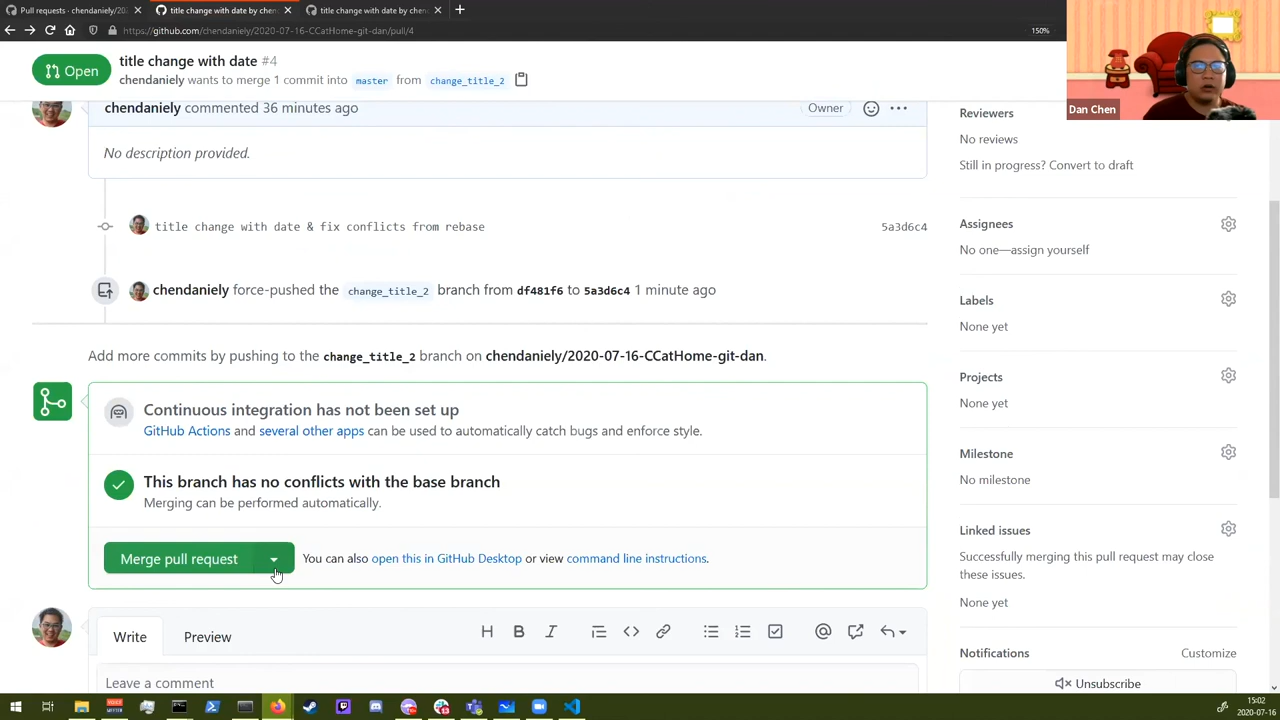 Pull requests · chendaniely/20
title change with date by chen
title change with date by chen
https://github.com/chendaniely/2020-07-16-CCatHome-git-dan/pull/4
150%
Open
title change with date #4
chendaniely wants to merge 1 commit into master from change_title_2
Dan Chen
chendaniely commented 36 minutes ago
Owner
No description provided.
title change with date & fix conflicts from rebase
5a3d6c4
chendaniely force-pushed the change_title_2 branch from df481f6 to 5a3d6c4 1 minute ago
Add more commits by pushing to the change_title_2 branch on chendaniely/2020-07-16-CCatHome-git-dan.
Continuous integration has not been set up
GitHub Actions and several other apps can be used to automatically catch bugs and enforce style.
This branch has no conflicts with the base branch
Merging can be performed automatically.
Merge pull request
You can also open this in GitHub Desktop or view command line instructions.
Write
Preview
Leave a comment
Reviewers
No reviews
Still in progress? Convert to draft
Assignees
No one—assign yourself
Labels
None yet
Projects
None yet
Milestone
No milestone
Linked issues
Successfully merging this pull request may close
these issues.
None yet
Notifications
Customize
Unsubscribe
15:02
2020-07-16